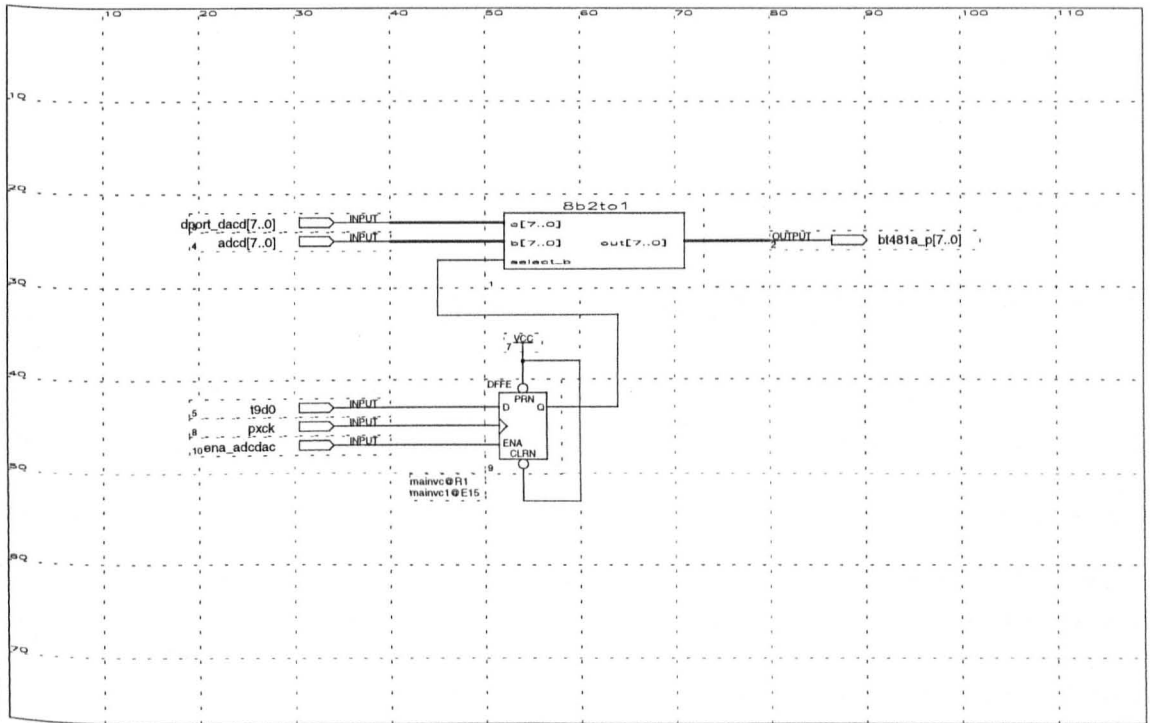 10 20 30 40 50 60 70 80 90 100 110
10
20
8b2to1
dport_dacd[7..0] INPUT a[7..0]
4 adcd[7..0] INPUT b[7..0] out[7..0] OUTPUT 2 bt481a_p[7..0]
select_b
1
30
VCC
7
40
DFFE
PRN
5 t9d0 INPUT D Q
8 pxck INPUT
10 ena_adcdac INPUT ENA
CLRN
50
9
mainvc@R1
mainvc1@E15
60
70